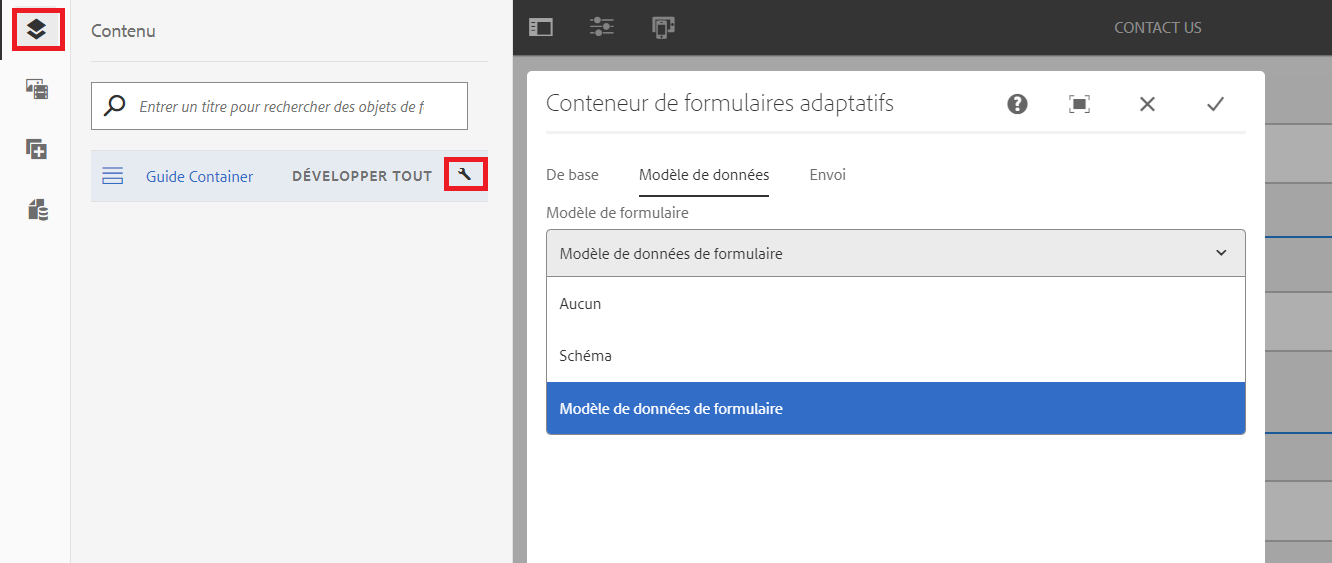 Contenu
CONTACT US
Entrer un titre pour rechercher des objets de f
Conteneur de formulaires adaptatifs
Guide Container DÉVELOPPER TOUT
De base Modèle de données Envoi
Modèle de formulaire
Modèle de données de formulaire
Aucun
Schéma
Modèle de données de formulaire